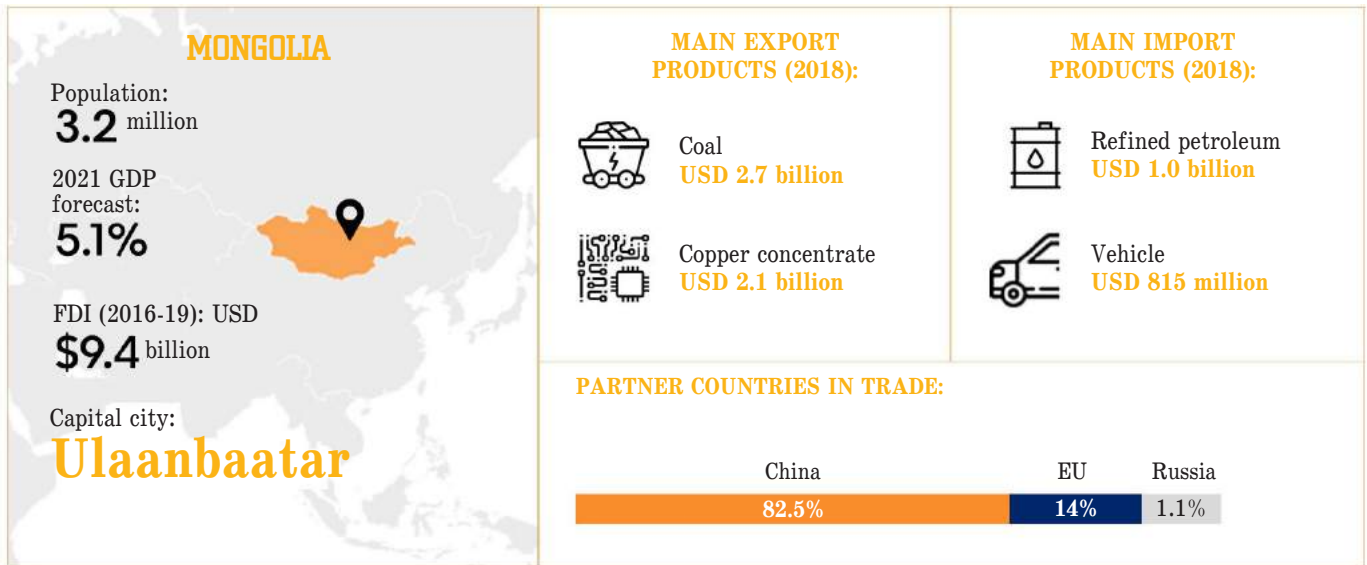 MONGOLIA
Population:
3.2 million
2021 GDP
forecast:
5.1%
FDI (2016-19): USD
$9.4 billion
Capital city:
Ulaanbaatar
MAIN EXPORT
PRODUCTS (2018):
Coal
USD 2.7 billion
Copper concentrate
USD 2.1 billion
MAIN IMPORT
PRODUCTS (2018):
Refined petroleum
USD 1.0 billion
Vehicle
USD 815 million
PARTNER COUNTRIES IN TRADE:
China EU Russia
82.5% 14% 1.1%